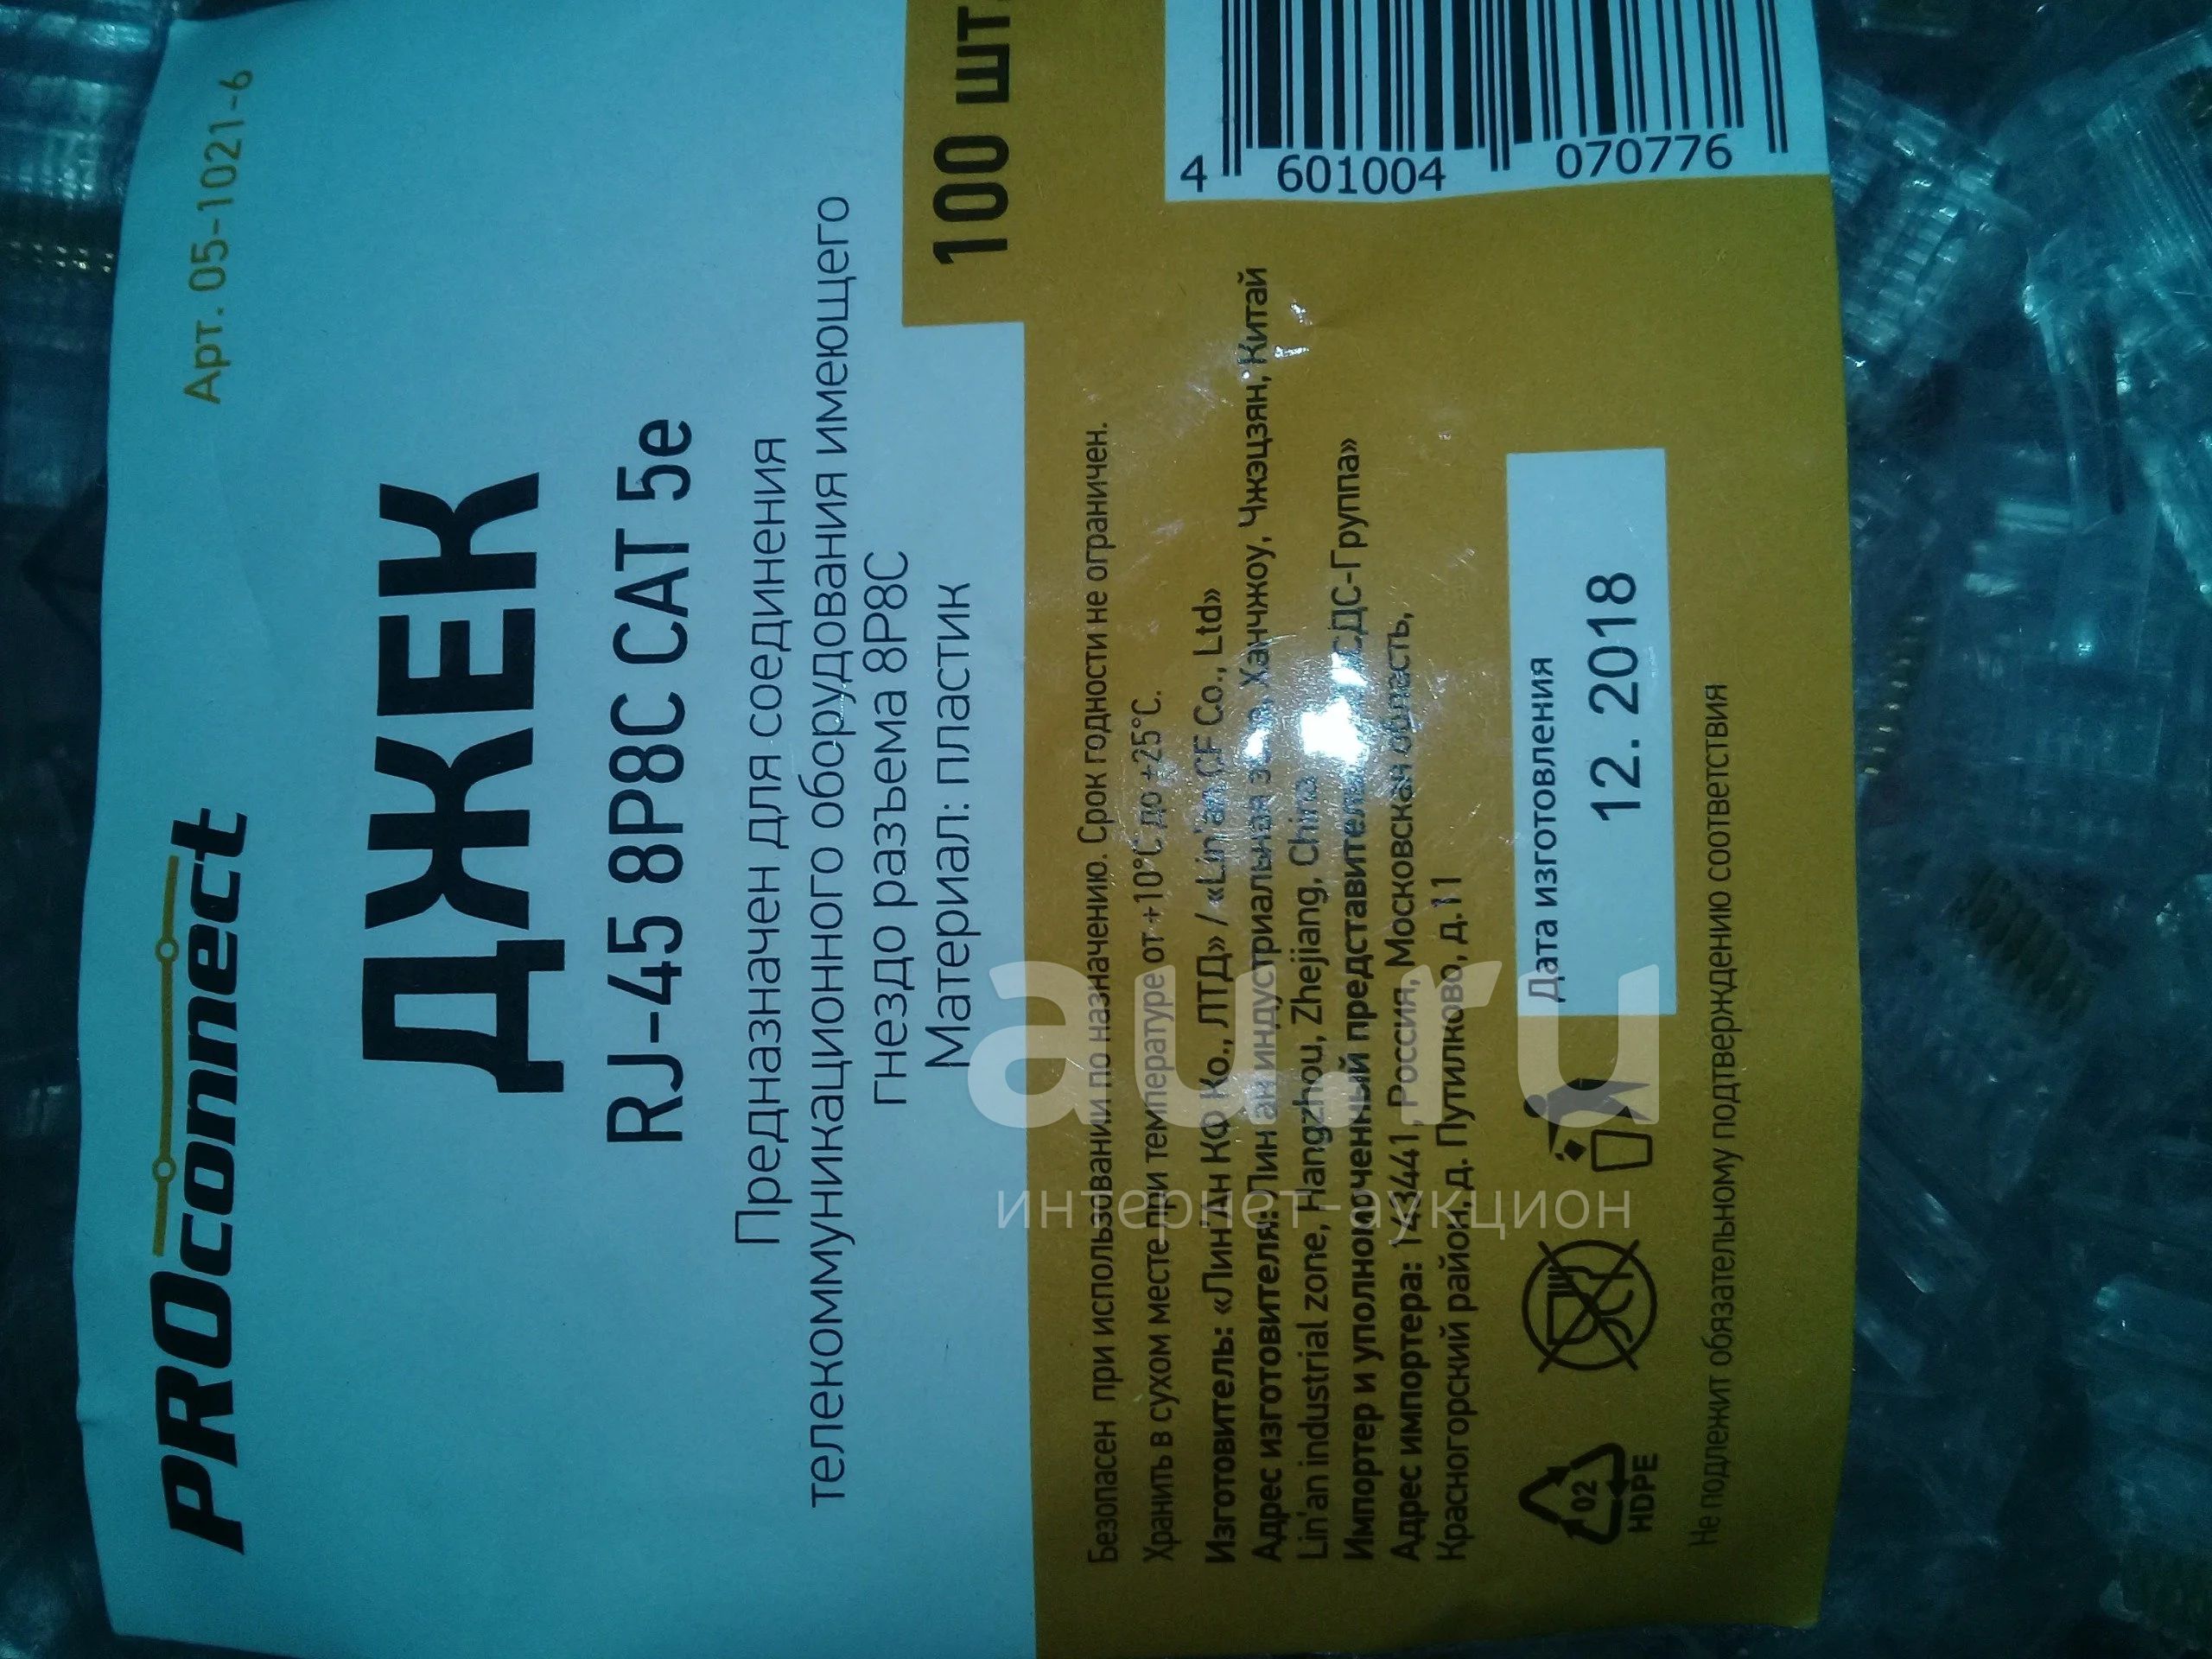 PROconnect
Арт. 05-1021-6
ДЖЕК
RJ-45 8P8C CAT 5e
Предназначен для соединения
телекоммуникационного оборудования имеющего
гнездо разъема 8P8C
Материал: пластик
100 шт.
Безопасен при использовании по назначению. Срок годности не ограничен.
Хранить в сухом месте при температуре от +10°С до +25°С.
Изготовитель: «Лин'Ан КФ Ко., ЛТД» / «Lin'an CF Co., Ltd»
Адрес изготовителя: Лин'ан индустриальная Ханчжоу, Чжэцзян, Китай
Lin'an industrial zone, Hangzhou, Zhejiang, China
Импортер и уполномоченный СДС-Группа»
Адрес импортера: 143441, Россия, Московская область,
Красногорский район, д. Путилково, д.11
4 601004 070776
Дата изготовления
12. 2018
02
HDPE
Не подлежит обязательному подтверждению соответствия
au.ru
интернет-аукцион